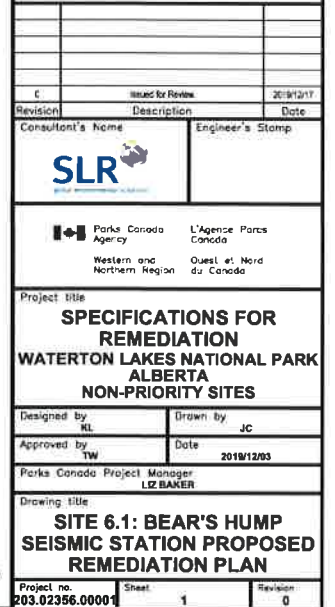 C Issued for Review 2019/12/17
Revision Description Date
Consultant's Name Engineer's Stamp
SLR
Parks Canada Agency L'Agence Parcs Canada
Western and Northern Region Ouest et Nord du Canada
Project title
SPECIFICATIONS FOR
REMEDIATION
WATERTON LAKES NATIONAL PARK
ALBERTA
NON-PRIORITY SITES
Designed by Drawn by
KL JC
Approved by Date
TW 2019/12/03
Parks Canada Project Manager
LIZ BAKER
Drawing title
SITE 6.1: BEAR'S HUMP
SEISMIC STATION PROPOSED
REMEDIATION PLAN
Project no. Sheet Revision
203.02356.00001 1 0